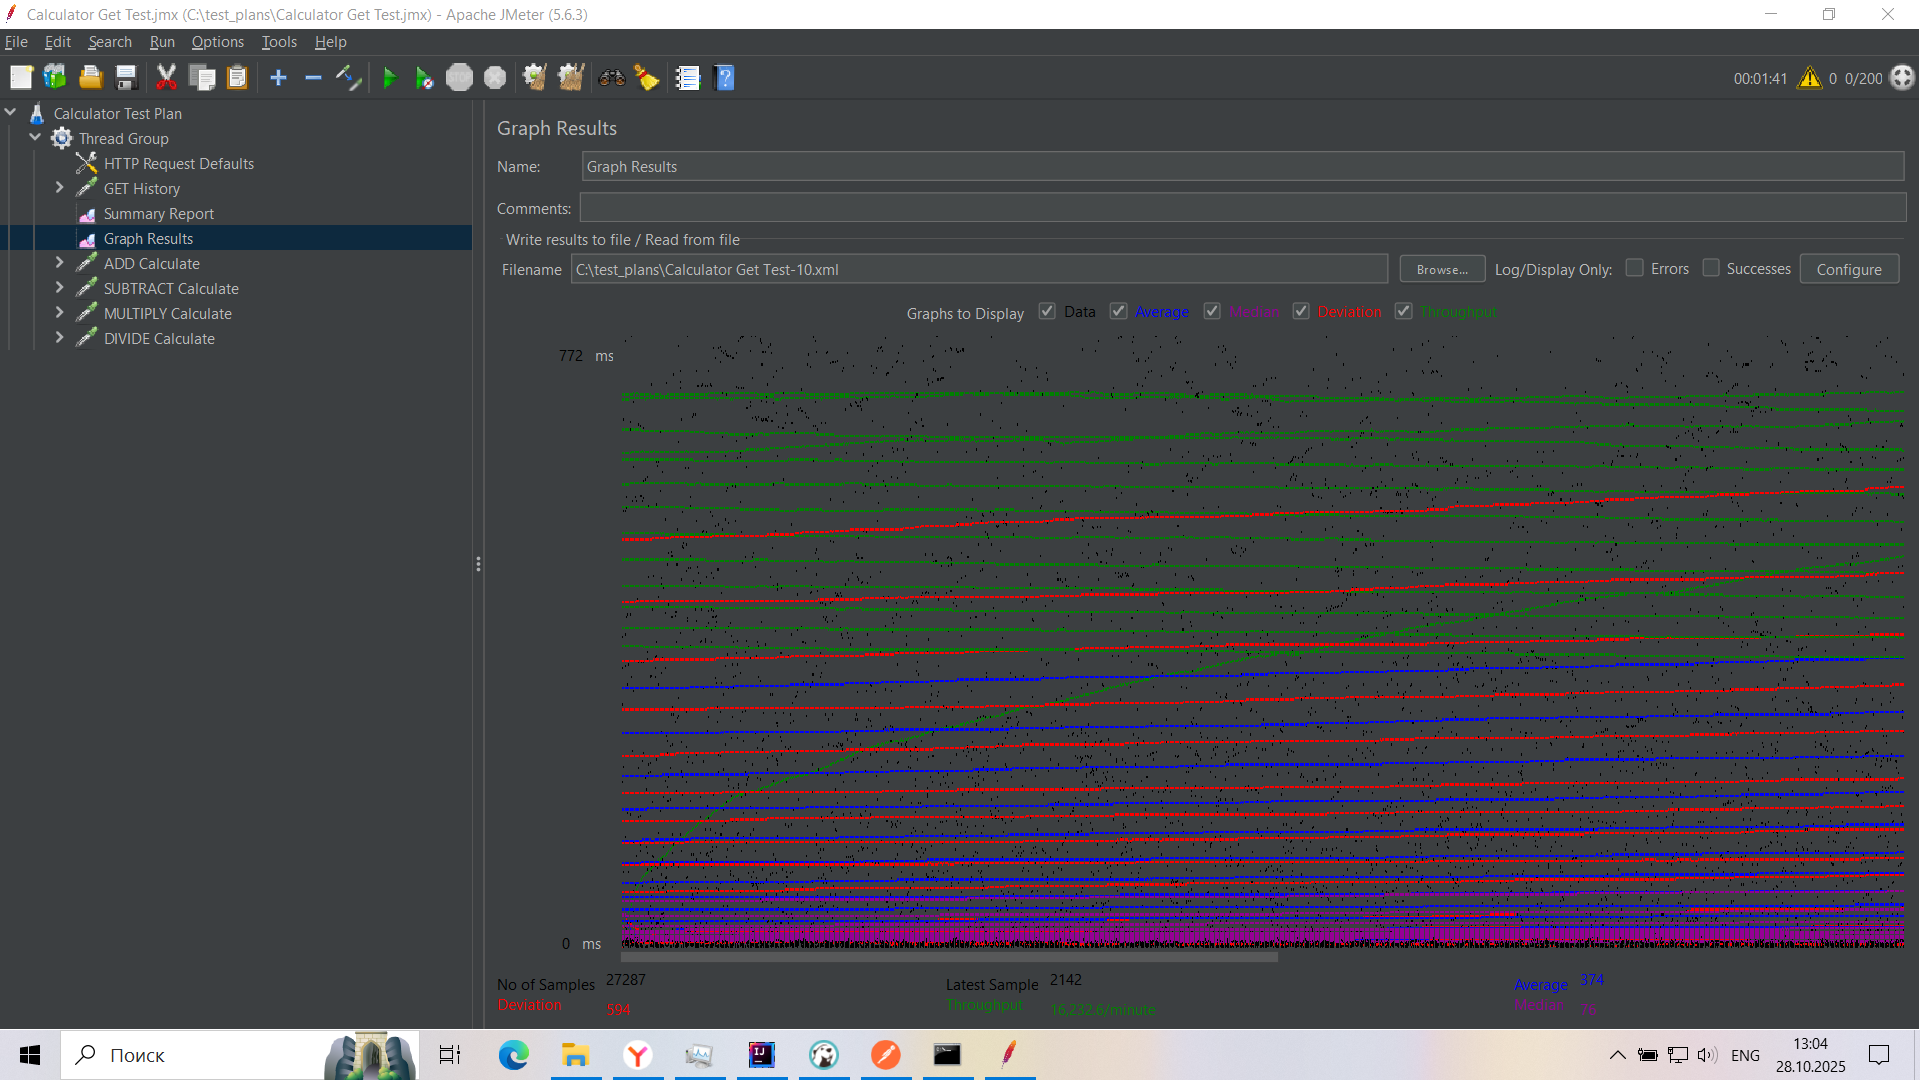 Calculator Get Test.jmx (C:\test_plans\Calculator Get Test.jmx) - Apache JMeter (5.6.3)
File Edit Search Run Options Tools Help
STOP
00:01:41 0 0/200
Calculator Test Plan
Thread Group
HTTP Request Defaults
GET History
Summary Report
Graph Results
ADD Calculate
SUBTRACT Calculate
MULTIPLY Calculate
DIVIDE Calculate
Graph Results
Name: Graph Results
Comments:
Write results to file / Read from file
Filename C:\test_plans\Calculator Get Test-10.xml Browse... Log/Display Only: Errors Successes Configure
Graphs to Display Data Average Median Deviation Throughput
772 ms
0 ms
No of Samples 27287 Latest Sample 2142 Average 374
Deviation 594 Throughput 16,232.6/minute Median 76
Поиск
ENG
13:04
28.10.2025